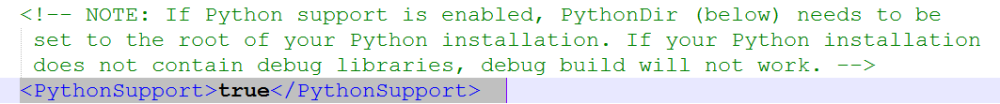 <!-- NOTE: If Python support is enabled, PythonDir (below) needs to be
set to the root of your Python installation. If your Python installation
does not contain debug libraries, debug build will not work. -->
<PythonSupport>true</PythonSupport>